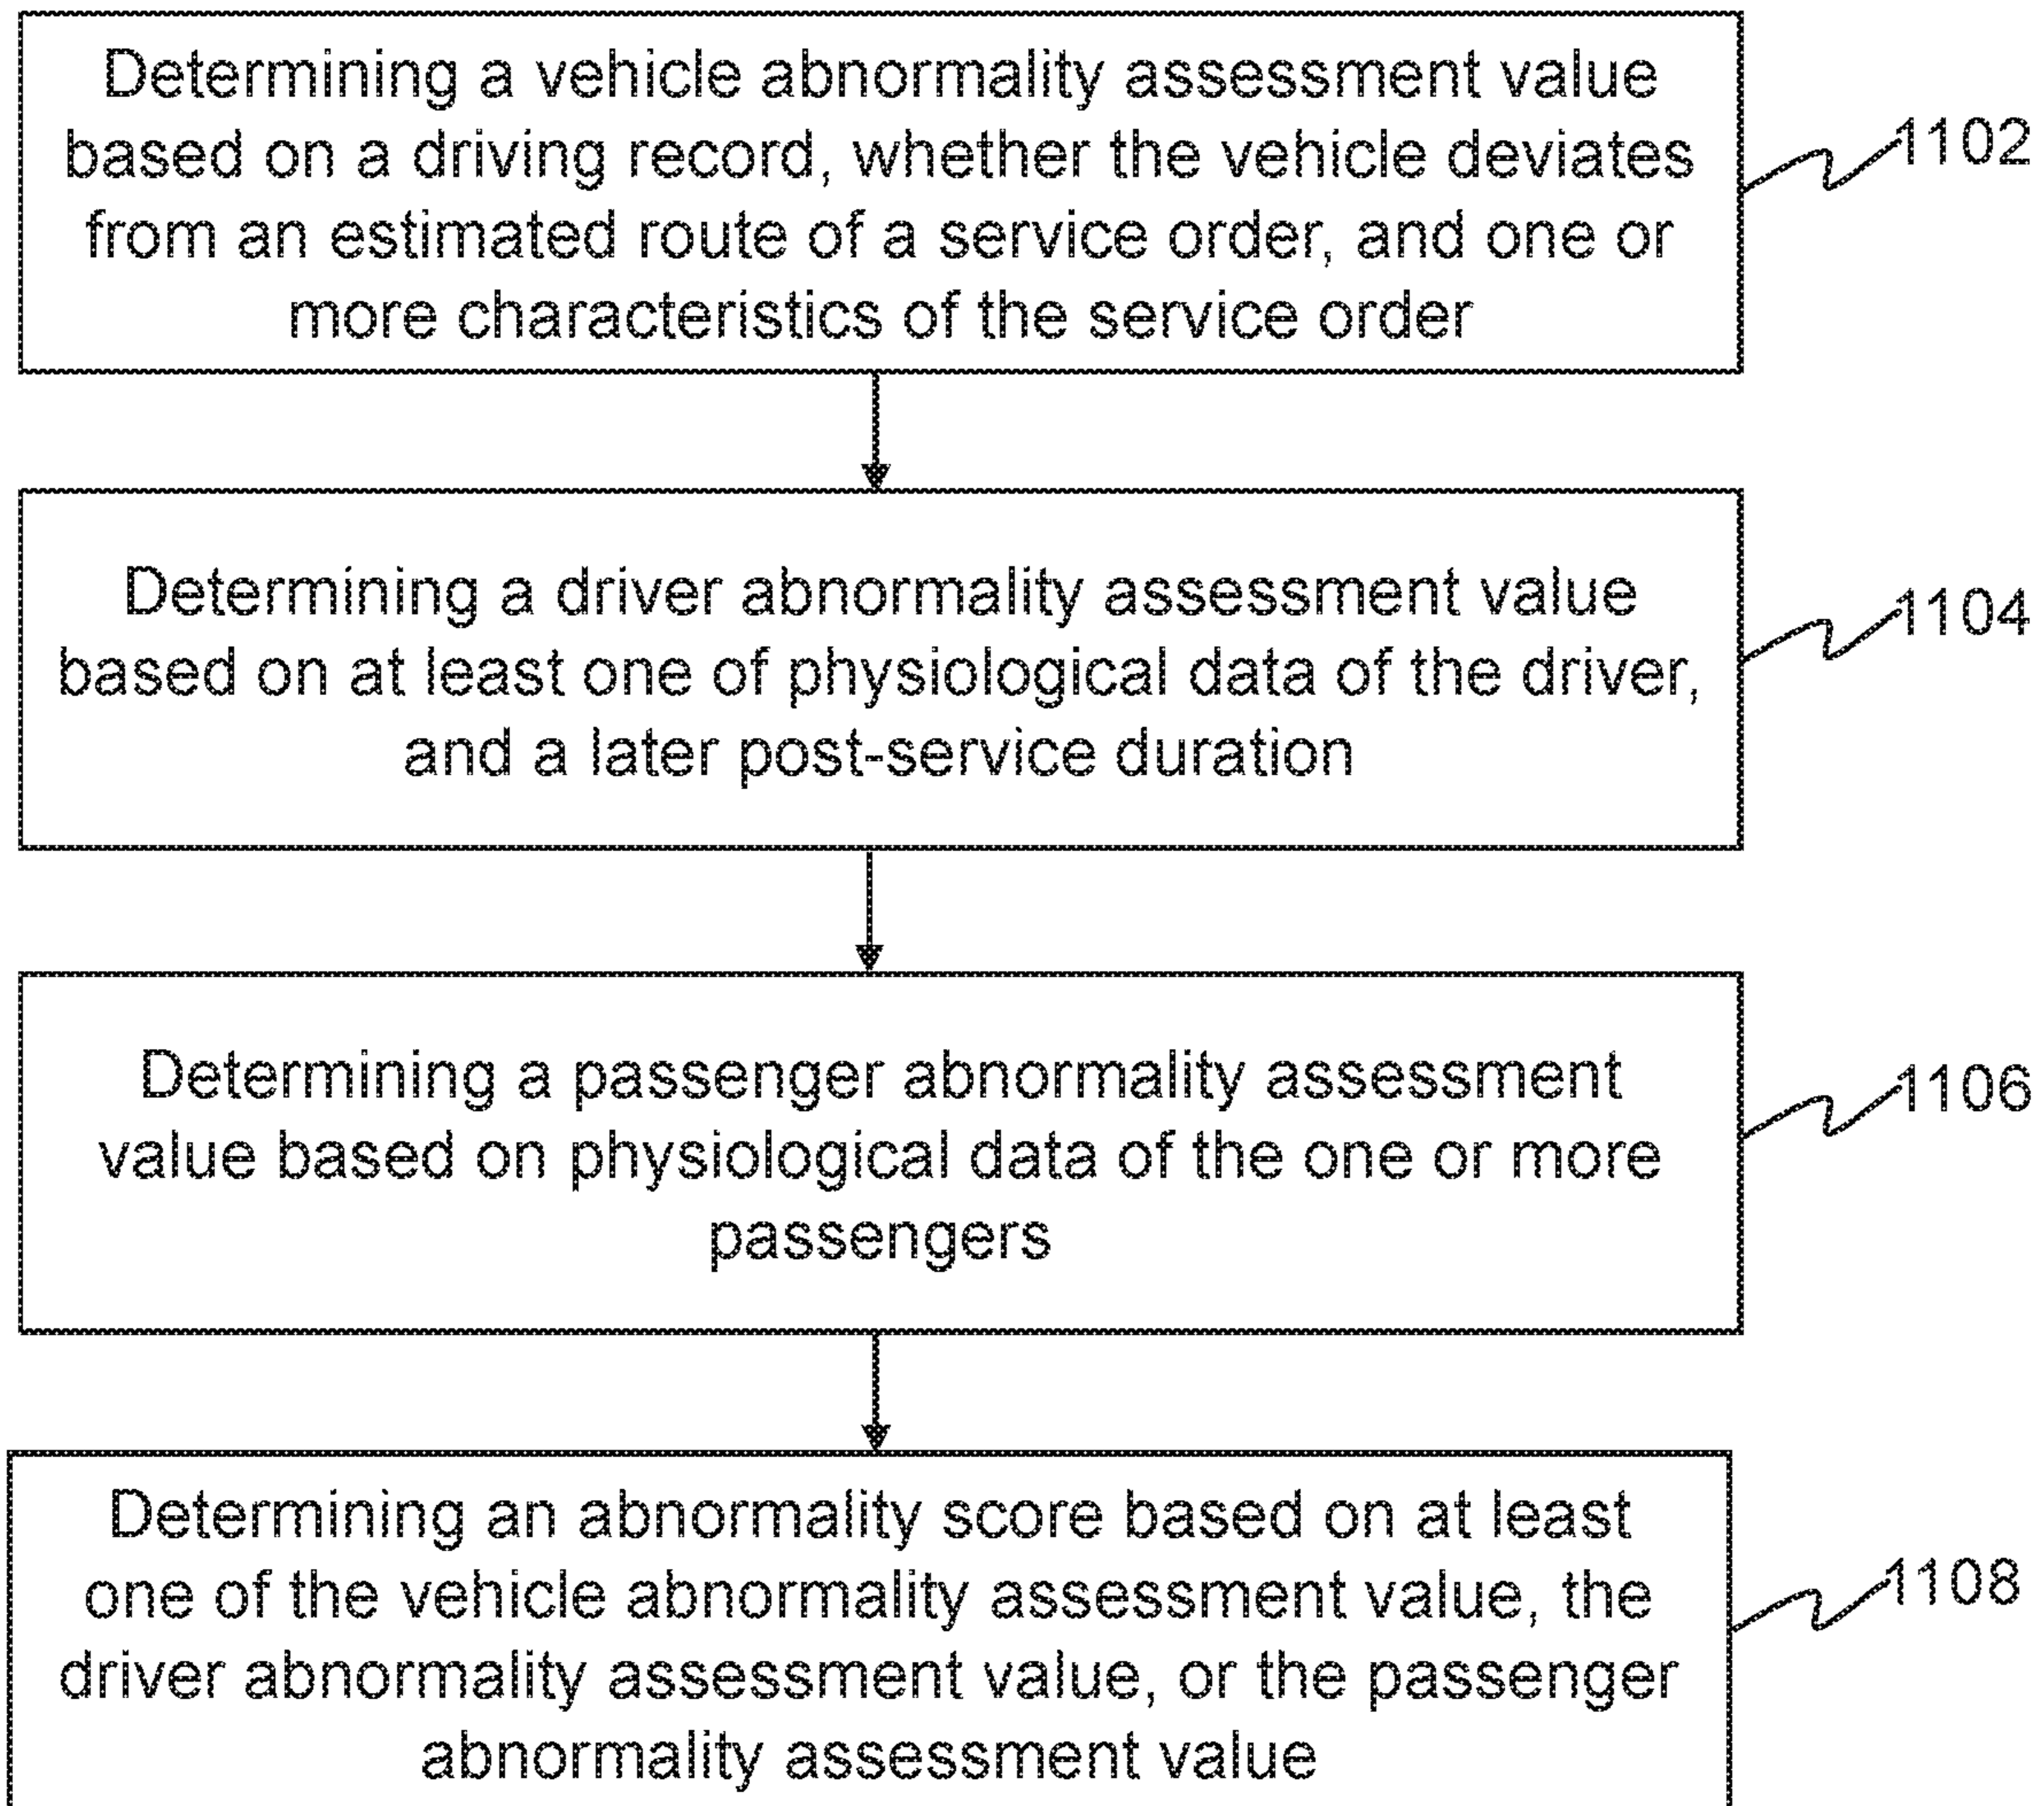 Determining a vehicle abnormality assessment value
based on a driving record, whether the vehicle deviates
from an estimated route of a service order, and one or
more characteristics of the service order
1102
Determining a driver abnormality assessment value
based on at least one of physiological data of the driver,
and a later post-service duration
1104
Determining a passenger abnormality assessment
value based on physiological data of the one or more
passengers
1106
Determining an abnormality score based on at least
one of the vehicle abnormality assessment value, the
driver abnormality assessment value, or the passenger
abnormality assessment value
1108